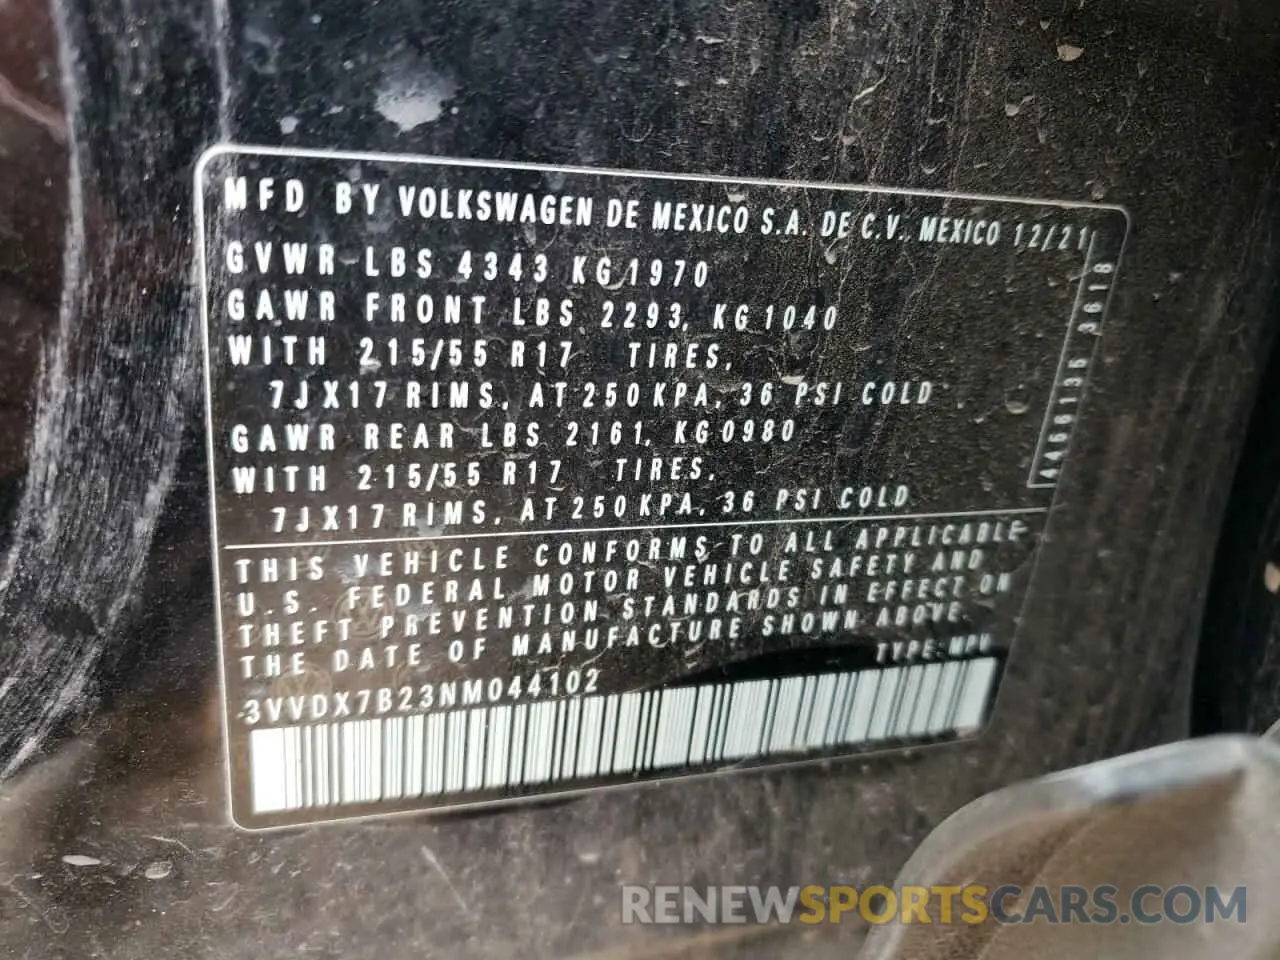 MFD BY VOLKSWAGEN DE MEXICO S.A. DE C.V., MEXICO 12/21
GVWR LBS 4343 KG 1970
GAWR FRONT LBS 2293, KG 1040
WITH 215/55 R17 TIRES,
7JX17 RIMS, AT 250 KPA, 36 PSI COLD
GAWR REAR LBS 2161, KG 0980
WITH 215/55 R17 TIRES,
7JX17 RIMS, AT 250 KPA, 36 PSI COLD
4466135 3618
THIS VEHICLE CONFORMS TO ALL APPLICABLE
U.S. FEDERAL MOTOR VEHICLE SAFETY AND
THEFT PREVENTION STANDARDS IN EFFECT ON
THE DATE OF MANUFACTURE SHOWN ABOVE.
TYPE: MPV
3VVDX7B23NM044102
RENEWSPORTSCARS.COM